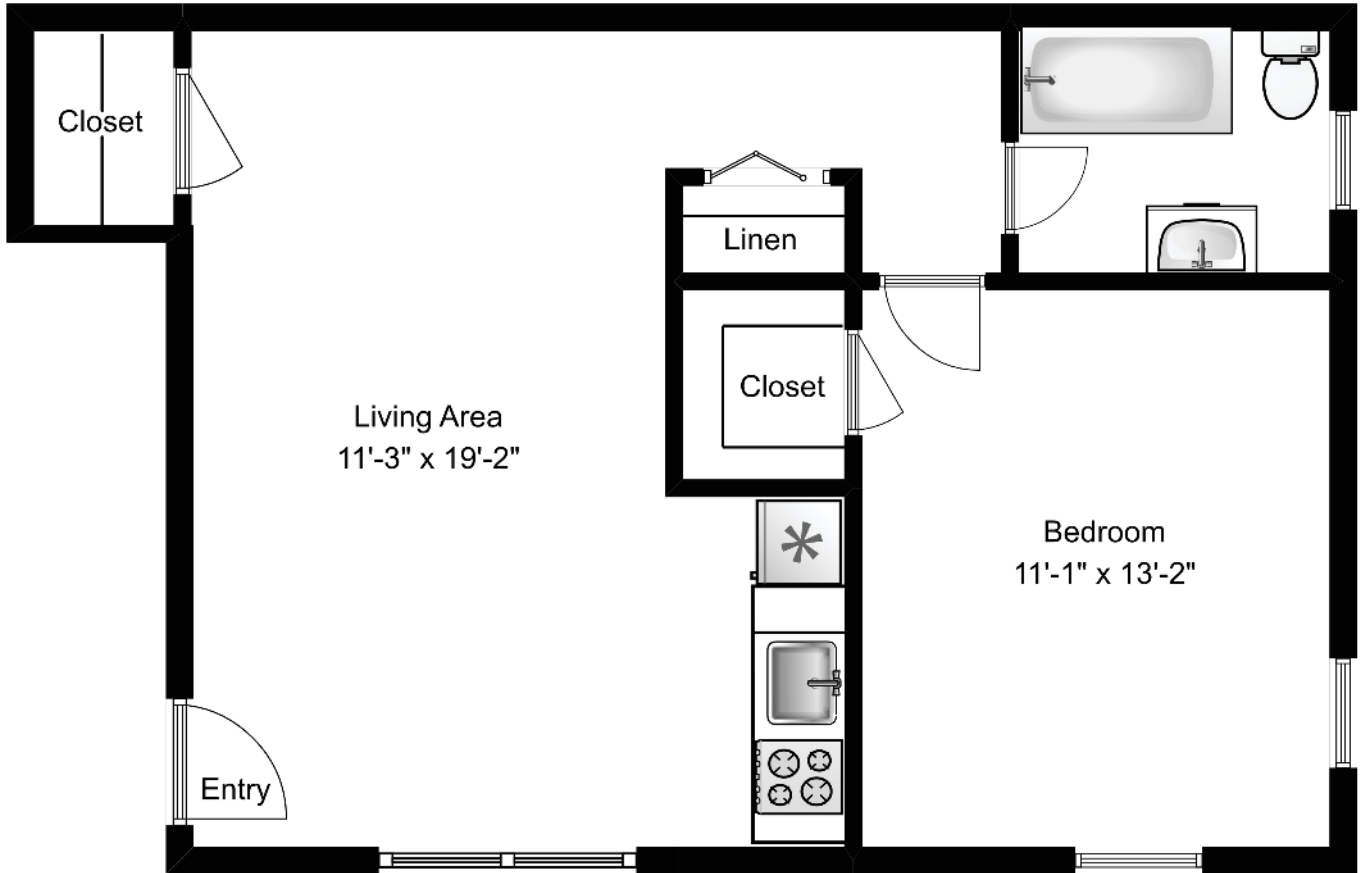 Closet
Linen
Closet
Living Area
11'-3" x 19'-2"
Bedroom
11'-1" x 13'-2"
Entry